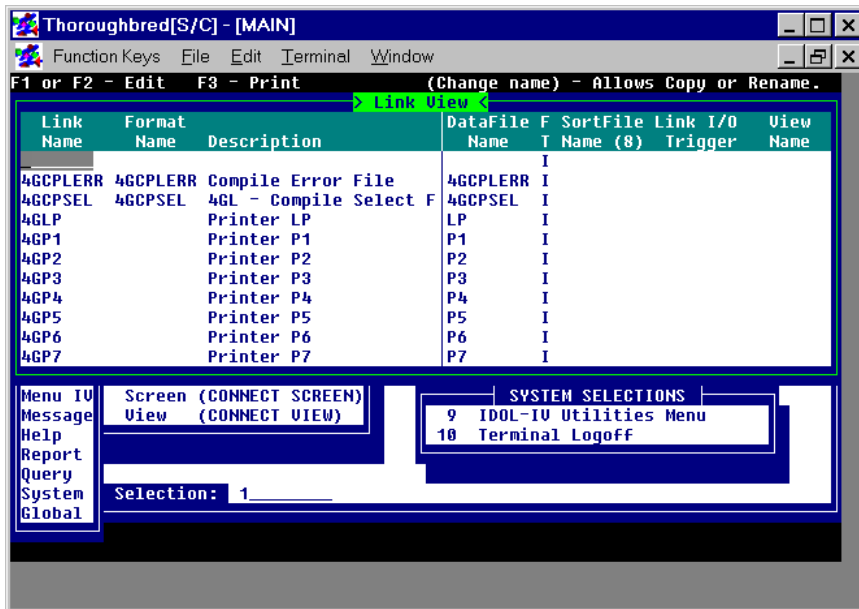 Thoroughbred[S/C] - [MAIN]
Function Keys File Edit Terminal Window
F1 or F2 - Edit F3 - Print (Change name) - Allows Copy or Rename.
> Link View <
Link Format DataFile F SortFile Link I/O View
Name Name Description Name T Name (8) Trigger Name
I
4GCPLERR 4GCPLERR Compile Error File 4GCPLERR I
4GCPSEL 4GCPSEL 4GL - Compile Select F 4GCPSEL I
4GLP Printer LP LP I
4GP1 Printer P1 P1 I
4GP2 Printer P2 P2 I
4GP3 Printer P3 P3 I
4GP4 Printer P4 P4 I
4GP5 Printer P5 P5 I
4GP6 Printer P6 P6 I
4GP7 Printer P7 P7 I
Menu IV Screen (CONNECT SCREEN) SYSTEM SELECTIONS
Message View (CONNECT VIEW) 9 IDOL-IV Utilities Menu
Help 10 Terminal Logoff
Report
Query
System Selection: 1
Global